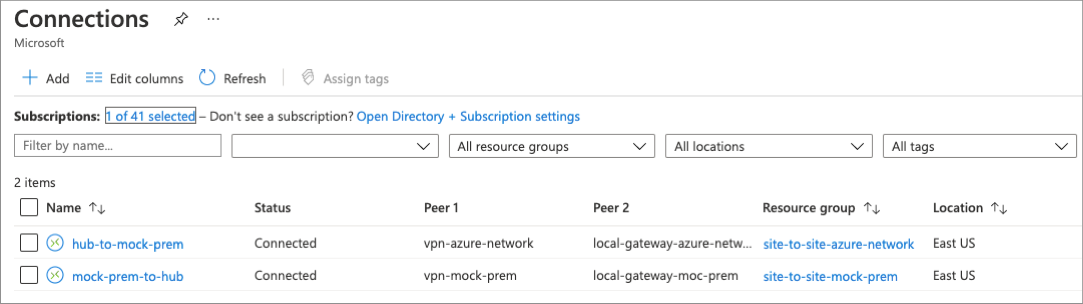 Connections ...
Microsoft
Add Edit columns Refresh Assign tags
Subscriptions: 1 of 41 selected – Don't see a subscription? Open Directory + Subscription settings
Filter by name... All resource groups All locations All tags
2 items
Name Status Peer 1 Peer 2 Resource group Location
hub-to-mock-prem Connected vpn-azure-network local-gateway-azure-netw... site-to-site-azure-network East US
mock-prem-to-hub Connected vpn-mock-prem local-gateway-moc-prem site-to-site-mock-prem East US